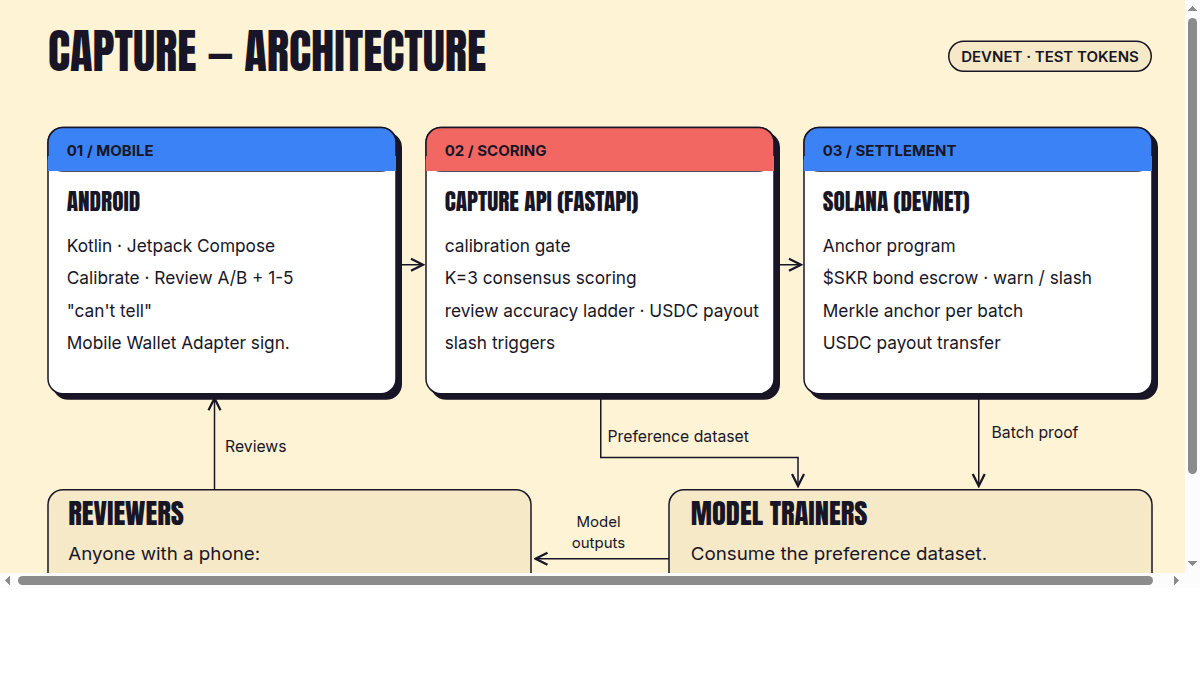 CAPTURE — ARCHITECTURE
DEVNET · TEST TOKENS
01 / MOBILE
ANDROID
Kotlin · Jetpack Compose
Calibrate · Review A/B + 1-5
"can't tell"
Mobile Wallet Adapter sign.
02 / SCORING
CAPTURE API (FASTAPI)
calibration gate
K=3 consensus scoring
review accuracy ladder · USDC payout
slash triggers
03 / SETTLEMENT
SOLANA (DEVNET)
Anchor program
$SKR bond escrow · warn / slash
Merkle anchor per batch
USDC payout transfer
Reviews
Preference dataset
Batch proof
REVIEWERS
Anyone with a phone:
Model
outputs
MODEL TRAINERS
Consume the preference dataset.